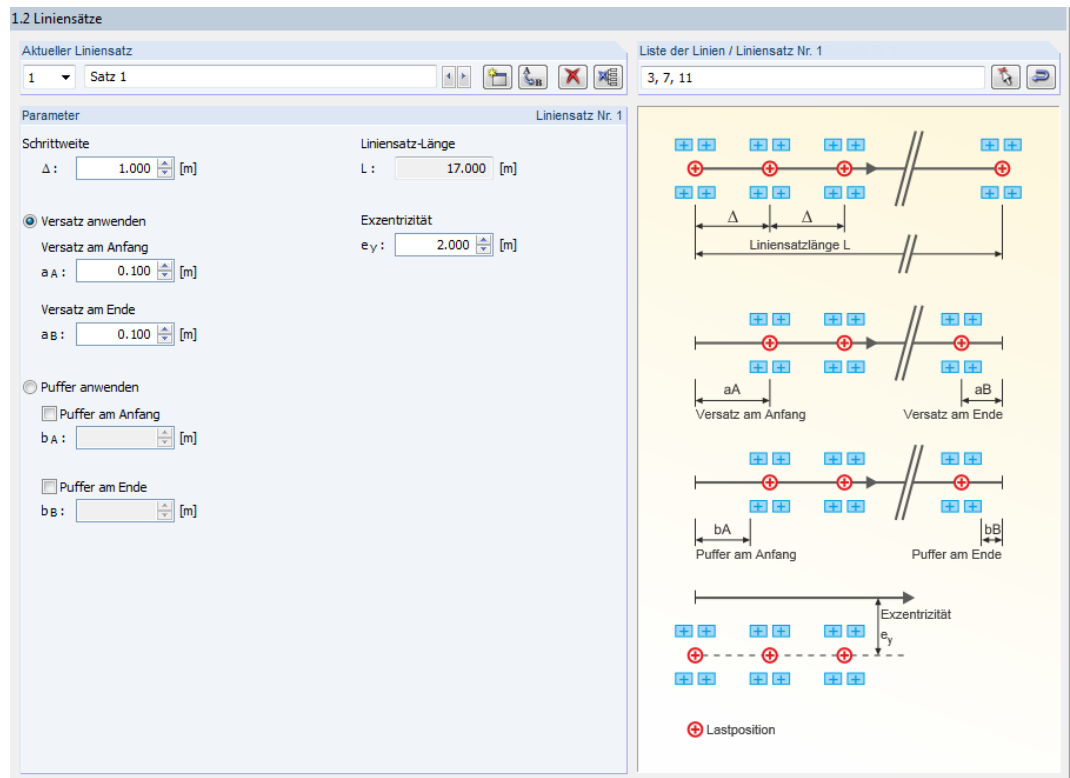 1.2 Liniensätze
Aktueller Liniensatz
1 Satz 1
A B
Liste der Linien / Liniensatz Nr. 1
3, 7, 11
Parameter Liniensatz Nr. 1
Schrittweite
Δ: 1.000 [m]
Liniensatz-Länge
L: 17.000 [m]
Versatz anwenden
Versatz am Anfang
aA: 0.100 [m]
Exzentrizität
ey: 2.000 [m]
Versatz am Ende
aB: 0.100 [m]
Puffer anwenden
Puffer am Anfang
bA: [m]
Puffer am Ende
bB: [m]
Δ Δ
Liniensatzlänge L
aA aB
Versatz am Anfang Versatz am Ende
bA bB
Puffer am Anfang Puffer am Ende
Exzentrizität
ey
Lastposition